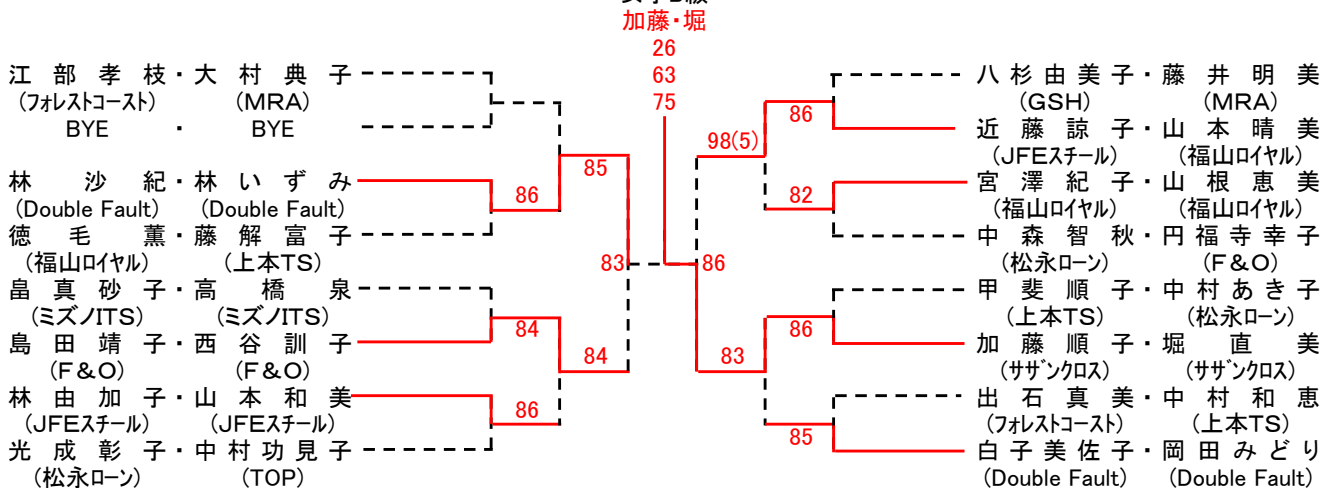 加藤・堀
26
63
75
江部孝枝・大村典子
(フォレストコースト) (MRA)
BYE ・ BYE
林沙紀・林いずみ
(Double Fault) (Double Fault)
徳毛薫・藤解富子
(福山ロイヤル) (上本TS)
畠真砂子・高橋泉
(ミズノITS) (ミズノITS)
島田靖子・西谷訓子
(F&O) (F&O)
林由加子・山本和美
(JFEスチール) (JFEスチール)
光成彰子・中村功見子
(松永ローン) (TOP)
86
84
86
85
84
83
86
98(5)
83
86
82
86
85
八杉由美子・藤井明美
(GSH) (MRA)
近藤諒子・山本晴美
(JFEスチール) (福山ロイヤル)
宮澤紀子・山根恵美
(福山ロイヤル) (福山ロイヤル)
中森智秋・円福寺幸子
(松永ローン) (F&O)
甲斐順子・中村あき子
(上本TS) (松永ローン)
加藤順子・堀直美
(サザンクロス) (サザンクロス)
出石真美・中村和恵
(フォレストコースト) (上本TS)
白子美佐子・岡田みどり
(Double Fault) (Double Fault)